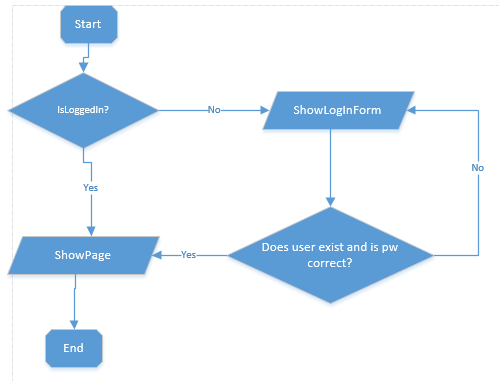 Start
IsLoggedIn?
No
ShowLogInForm
No
Yes
Does user exist and is pw
correct?
Yes
ShowPage
End